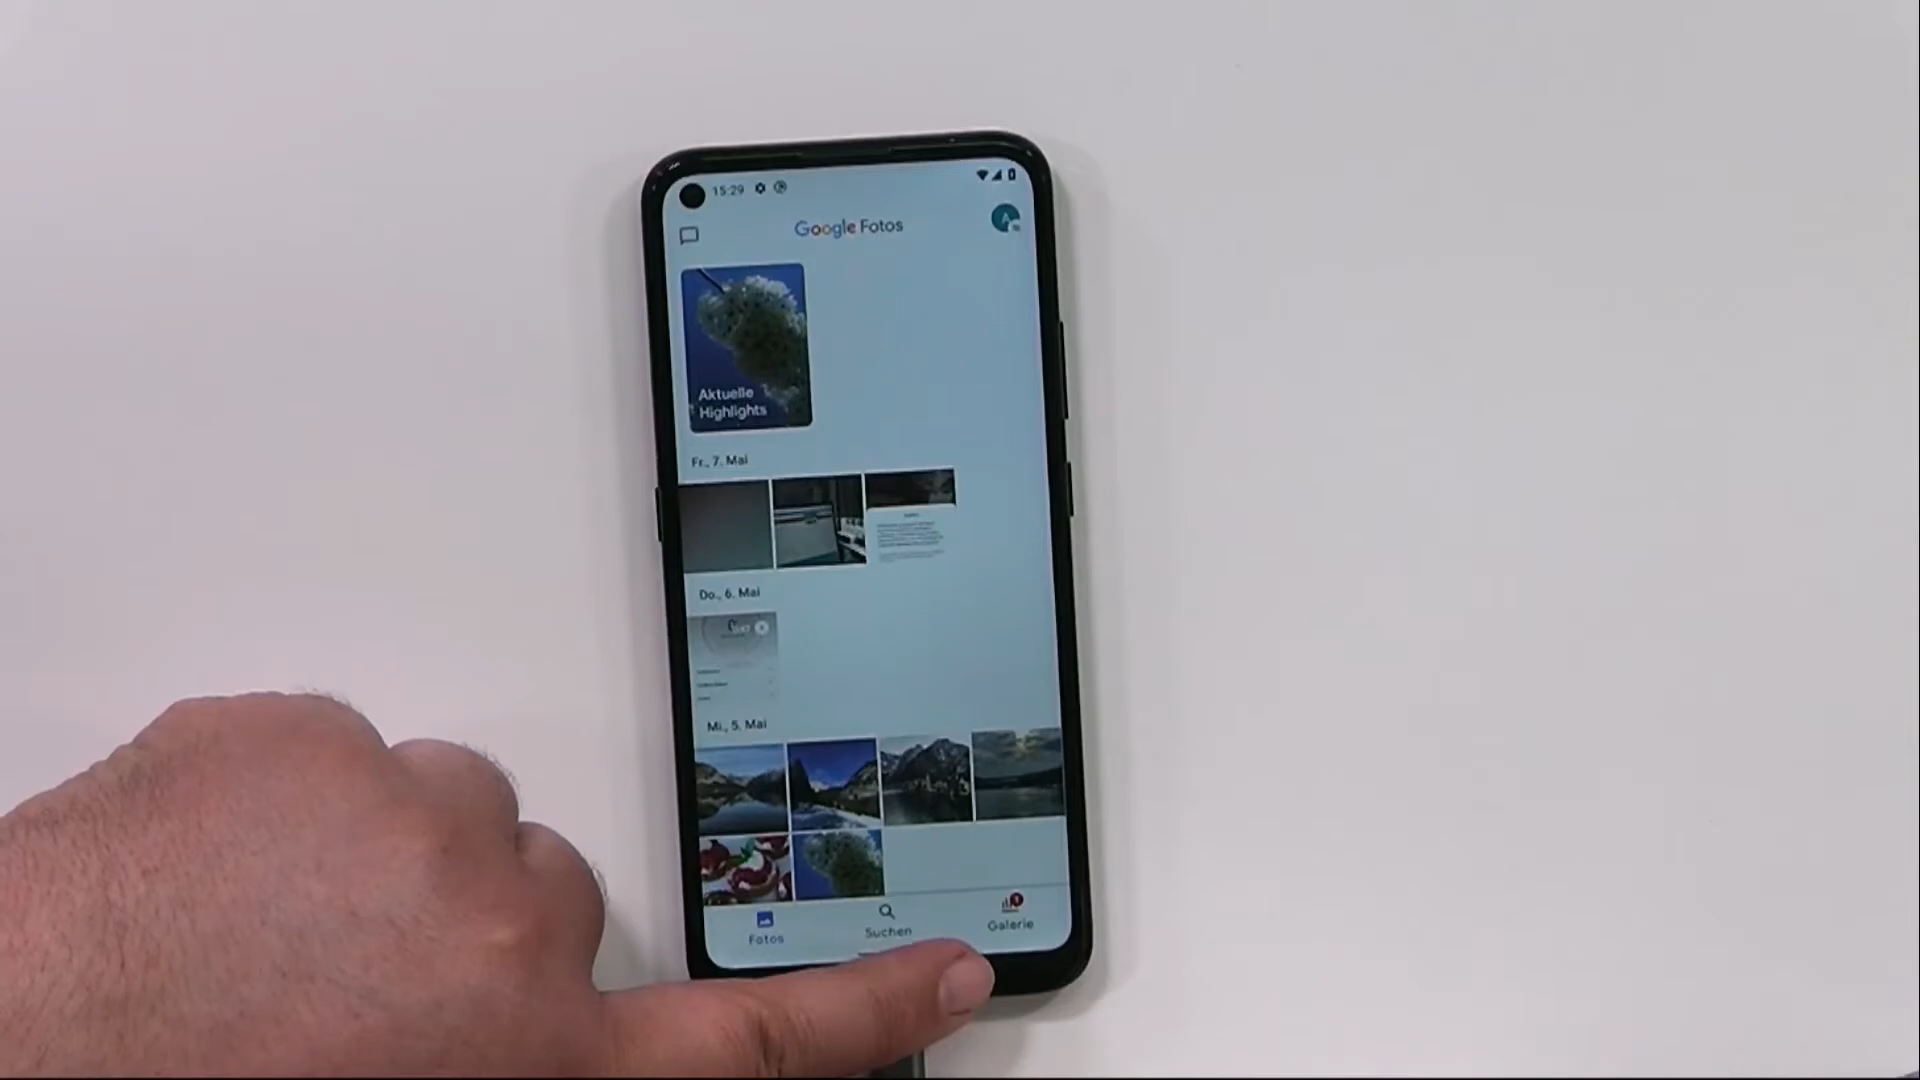 15:29
Google Fotos
Aktuelle
Highlights
Fr., 7. Mai
Do., 6. Mai
Mi., 5. Mai
Fotos
Suchen
Galerie